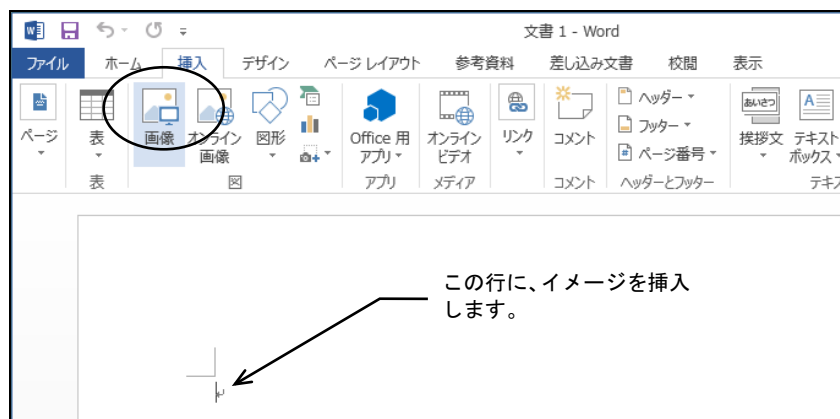 文書 1 - Word
ファイル ホーム 挿入 デザイン ページ レイアウト 参考資料 差し込み文書 校閲 表示
ページ 表 画像 オンライン画像 図形 Office 用アプリ オンラインビデオ リンク コメント ヘッダー
フッター
ページ番号
あいさつ 挨拶文 テキストボックス
表 図 アプリ メディア コメント ヘッダーとフッター テキス
この行に、イメージを挿入
します。